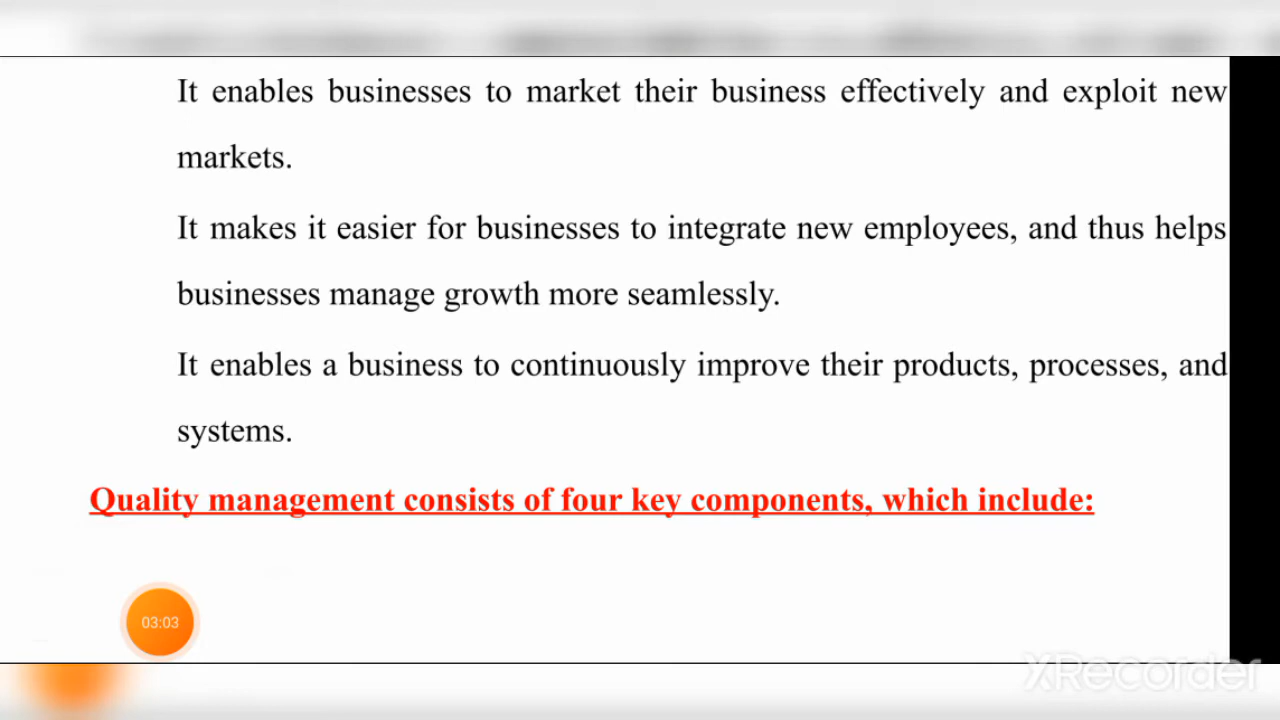 It enables businesses to market their business effectively and exploit new
markets.
It makes it easier for businesses to integrate new employees, and thus helps
businesses manage growth more seamlessly.
It enables a business to continuously improve their products, processes, and
systems.
Quality management consists of four key components, which include:
03:03
XRecorder